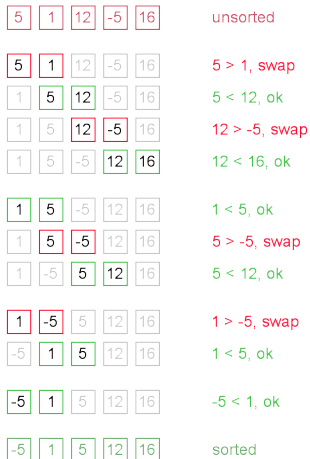 5 1 12 -5 16 unsorted
5 1 12 -5 16 5 > 1, swap
1 5 12 -5 16 5 < 12, ok
1 5 12 -5 16 12 > -5, swap
1 5 -5 12 16 12 < 16, ok
1 5 -5 12 16 1 < 5, ok
1 5 -5 12 16 5 > -5, swap
1 -5 5 12 16 5 < 12, ok
1 -5 5 12 16 1 > -5, swap
-5 1 5 12 16 1 < 5, ok
-5 1 5 12 16 -5 < 1, ok
-5 1 5 12 16 sorted